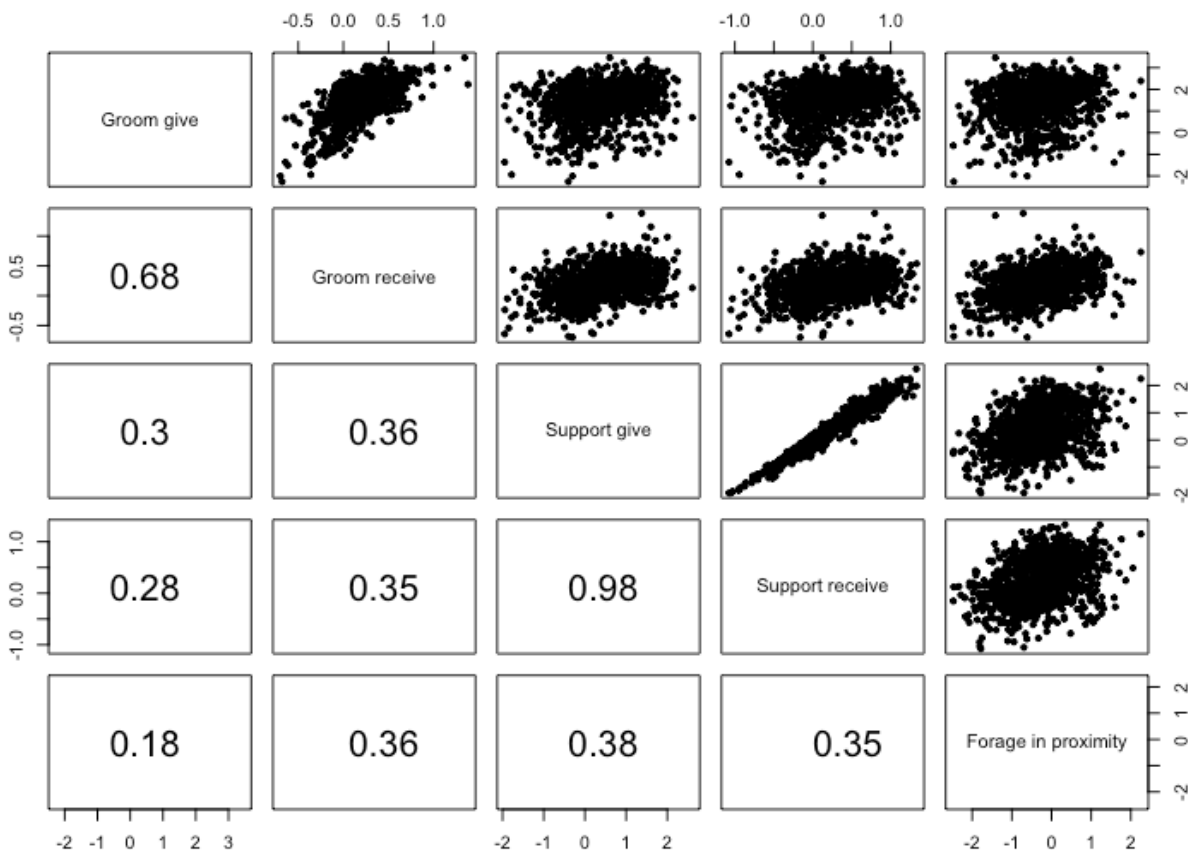 -0.5 0.0 0.5 1.0
-1.0 0.0 1.0
Groom give
-2 0 2
-0.5 0.5
0.68
Groom receive
0.3
0.36
Support give
-2 0 1 2
-1.0 0.0 1.0
0.28
0.35
0.98
Support receive
0.18
0.36
0.38
0.35
Forage in proximity
-2 0 1 2
-2 -1 0 1 2 3
-2 -1 0 1 2
-2 -1 0 1 2